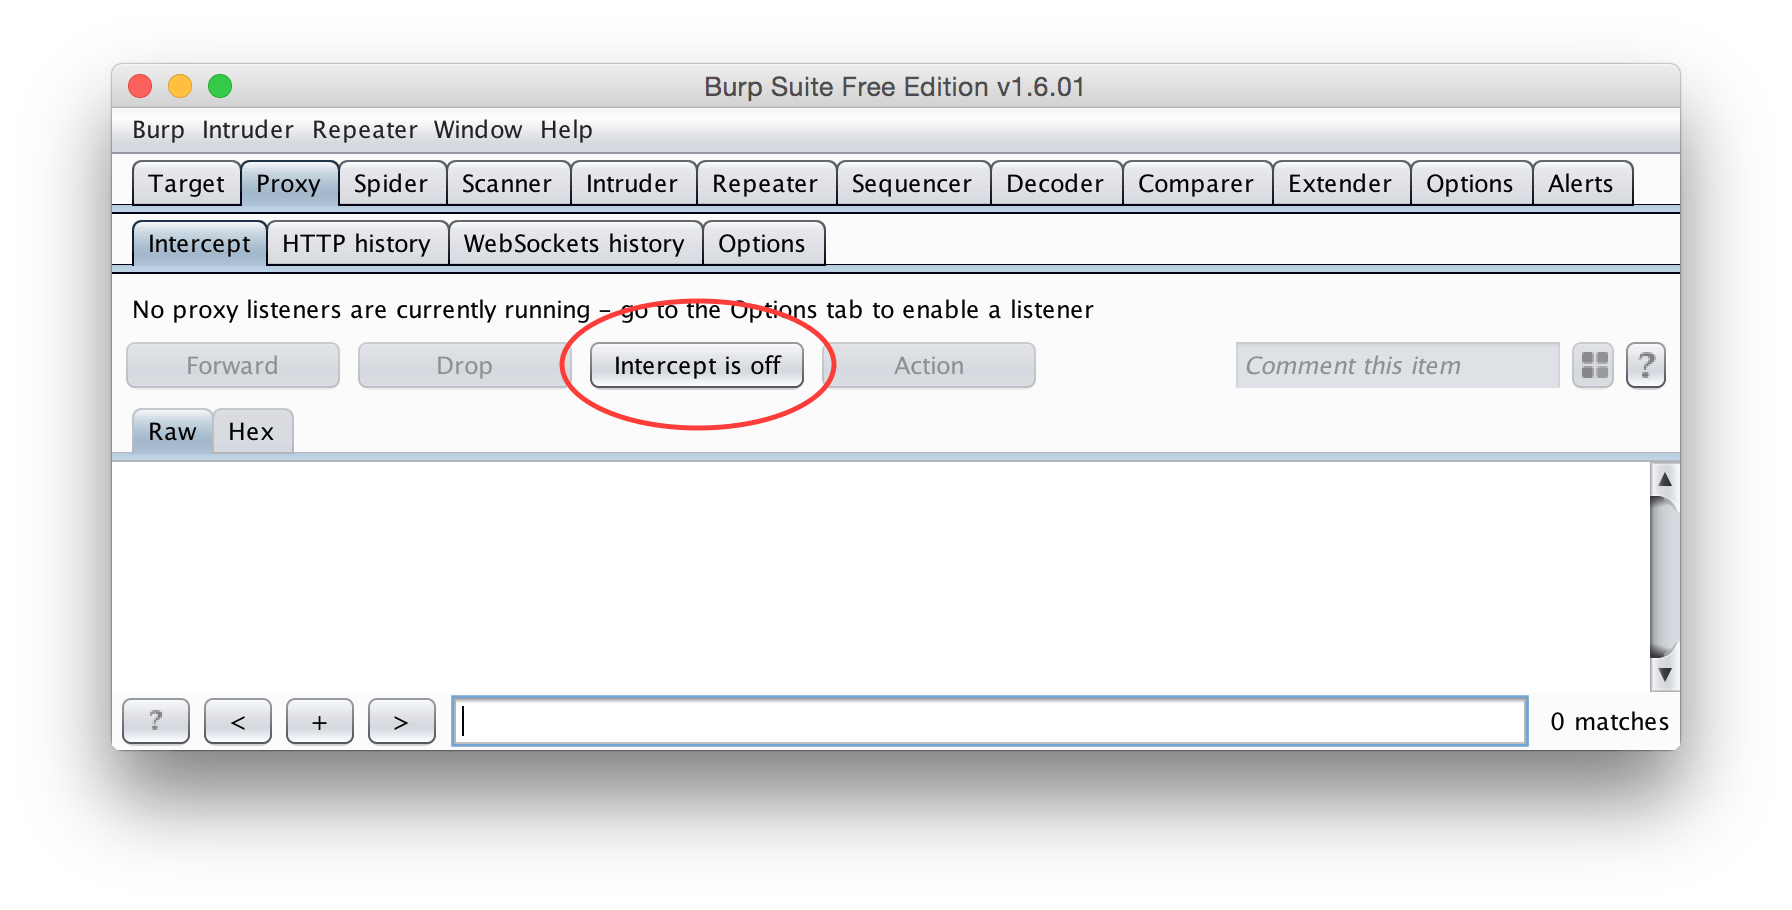 Burp Suite Free Edition v1.6.01
Burp Intruder Repeater Window Help
Target Proxy Spider Scanner Intruder Repeater Sequencer Decoder Comparer Extender Options Alerts
Intercept HTTP history WebSockets history Options
No proxy listeners are currently running – go to the Options tab to enable a listener
Forward Drop Intercept is off Action Comment this item ?
Raw Hex
? < + > 0 matches